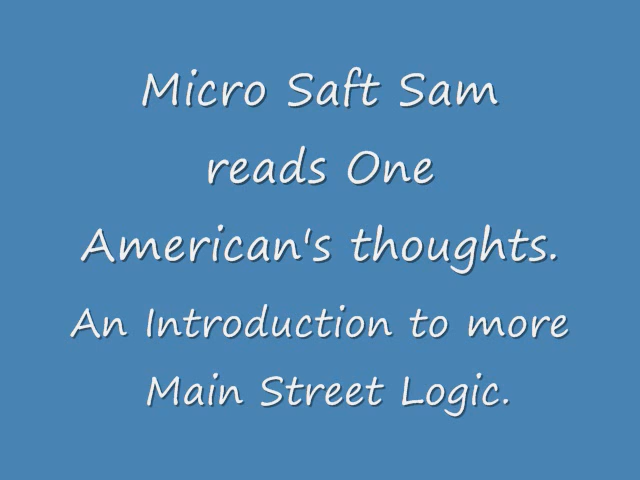 Micro Saft Sam
reads One
American's thoughts.
An Introduction to more
Main Street Logic.